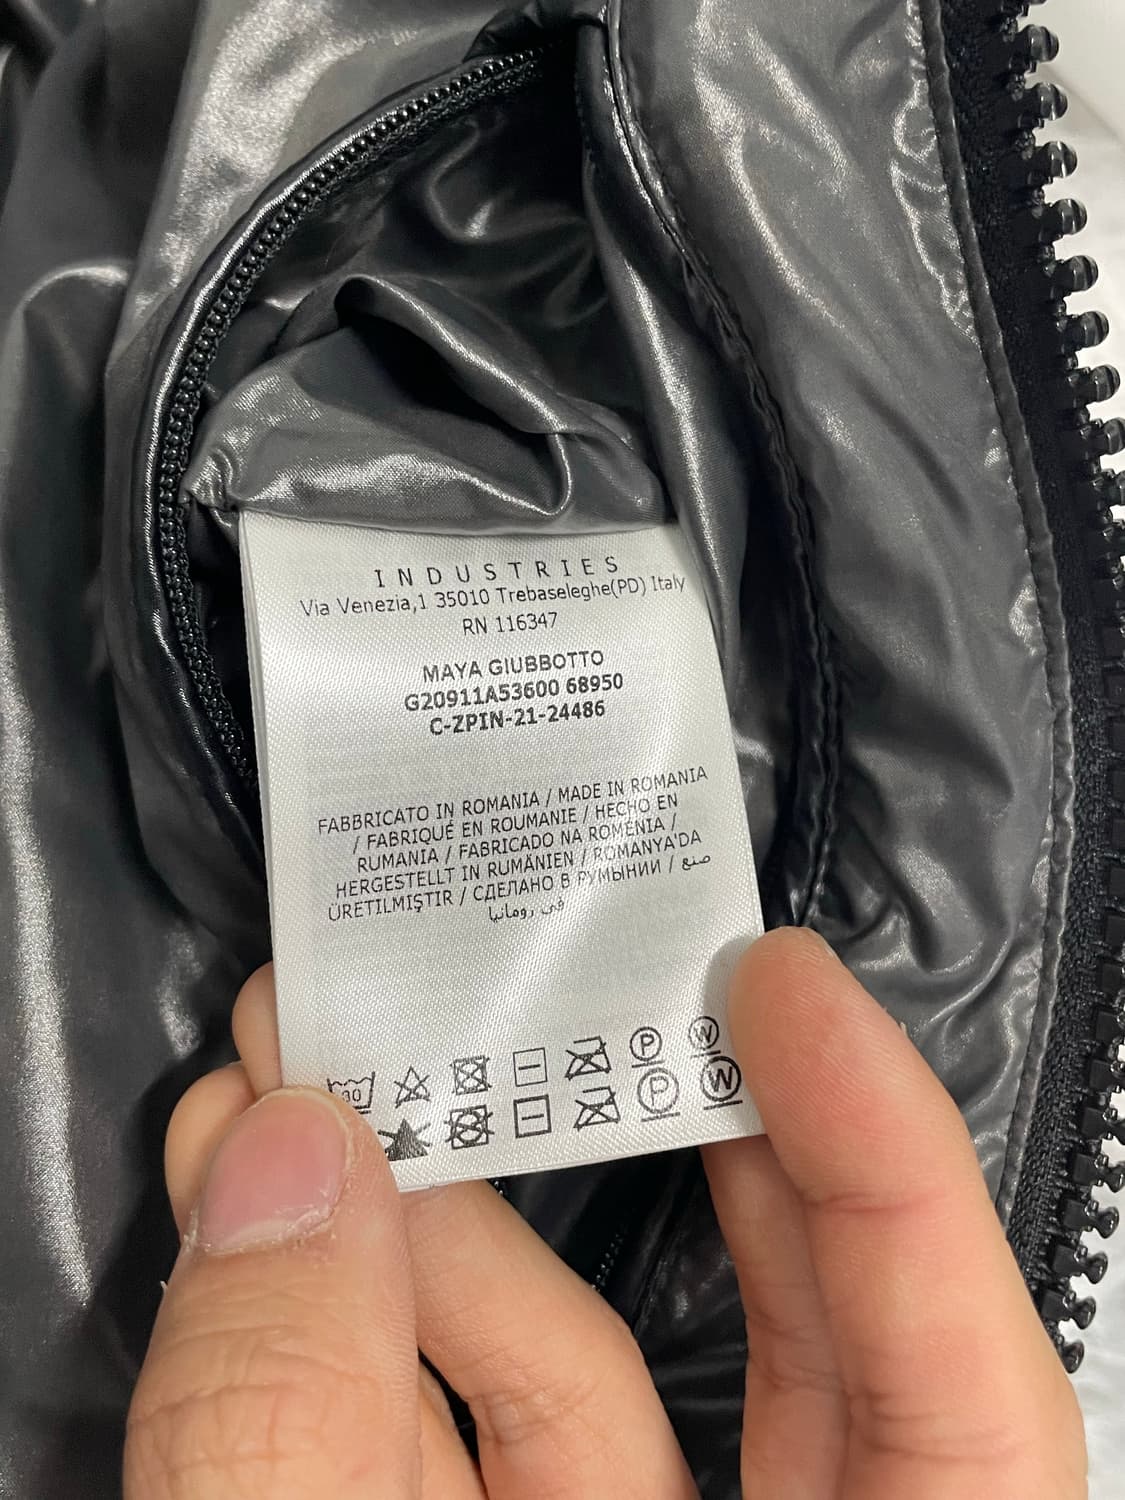 INDUSTRIES
Via Venezia,1 35010 Trebaseleghe(PD) Italy
RN 116347
MAYA GIUBBOTTO
G20911A53600 68950
C-ZPIN-21-24486
FABBRICATO IN ROMANIA / MADE IN ROMANIA
/ FABRIQUÉ EN ROUMANIE / HECHO EN
RUMANIA / FABRICADO NA ROMÉNIA /
HERGESTELLT IN RUMÄNIEN / ROMANYA'DA
ÜRETILMIŞTIR / СДЕЛАНО В РУМЫНИИ / صنع
في رومانيا
30 P W
P W